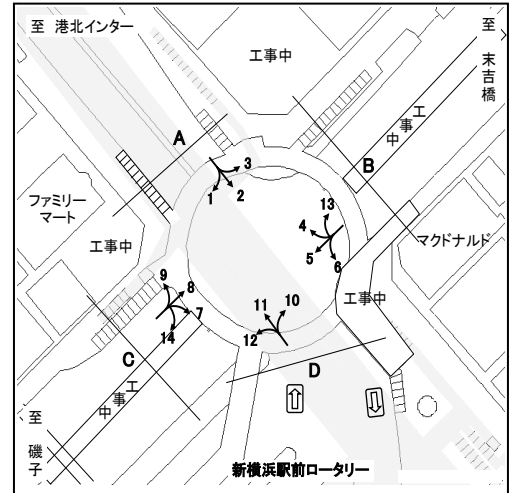 至 港北インター
至 末吉橋
工事中
工事中
A
3
1
2
B
ファミリー
マート
13
4
マクドナルド
5
6
工事中
9
8
7
14
11
10
12
工事中
C
D
工事中
至 磯子
新横浜駅前ロータリー